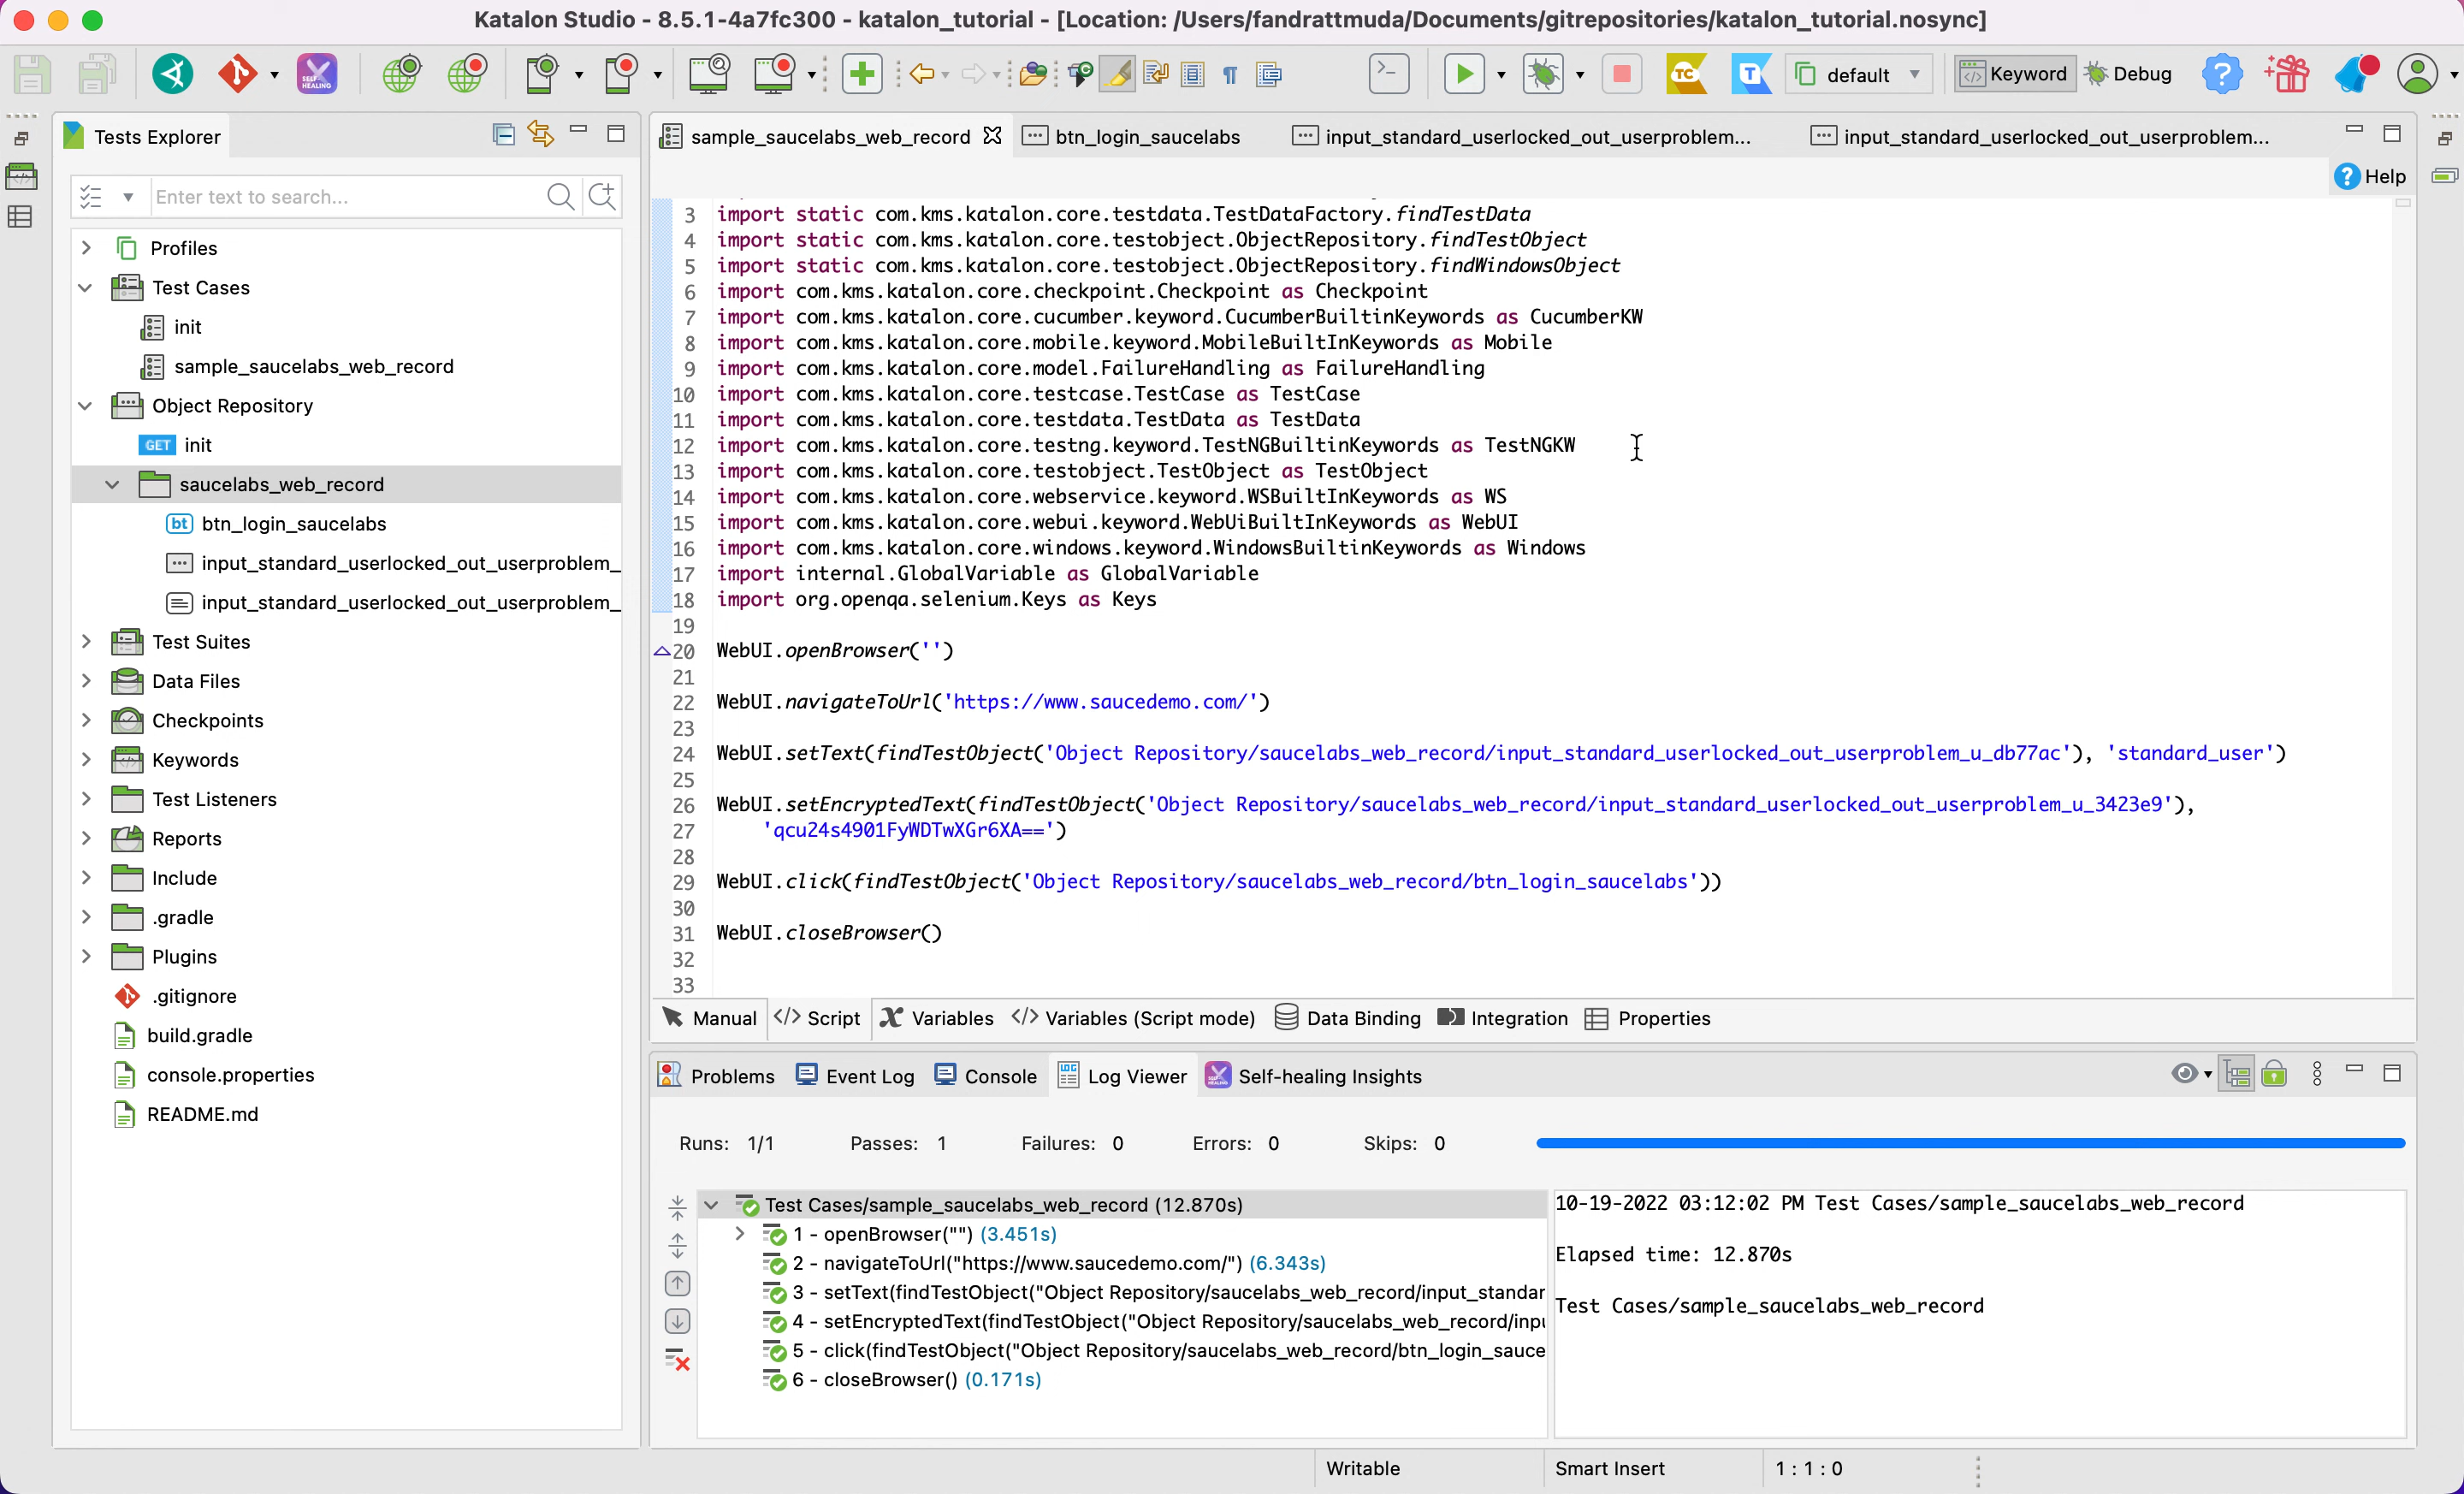 Katalon Studio - 8.5.1-4a7fc300 - katalon_tutorial - [Location: /Users/fandrattmuda/Documents/gitrepositories/katalon_tutorial.nosync]
SELF-HEALING
TC
T
default
Keyword
Debug
Tests Explorer
Enter text to search...
Profiles
Test Cases
init
sample_saucelabs_web_record
Object Repository
GET init
saucelabs_web_record
bt btn_login_saucelabs
input_standard_userlocked_out_userproblem_
input_standard_userlocked_out_userproblem_
Test Suites
Data Files
Checkpoints
Keywords
Test Listeners
Reports
Include
.gradle
Plugins
.gitignore
build.gradle
console.properties
README.md
sample_saucelabs_web_record
btn_login_saucelabs
input_standard_userlocked_out_userproblem...
input_standard_userlocked_out_userproblem...
Help
3 import static com.kms.katalon.core.testdata.TestDataFactory.findTestData
4 import static com.kms.katalon.core.testobject.ObjectRepository.findTestObject
5 import static com.kms.katalon.core.testobject.ObjectRepository.findWindowsObject
6 import com.kms.katalon.core.checkpoint.Checkpoint as Checkpoint
7 import com.kms.katalon.core.cucumber.keyword.CucumberBuiltinKeywords as CucumberKW
8 import com.kms.katalon.core.mobile.keyword.MobileBuiltInKeywords as Mobile
9 import com.kms.katalon.core.model.FailureHandling as FailureHandling
10 import com.kms.katalon.core.testcase.TestCase as TestCase
11 import com.kms.katalon.core.testdata.TestData as TestData
12 import com.kms.katalon.core.testng.keyword.TestNGBuiltinKeywords as TestNGKW
13 import com.kms.katalon.core.testobject.TestObject as TestObject
14 import com.kms.katalon.core.webservice.keyword.WSBuiltInKeywords as WS
15 import com.kms.katalon.core.webui.keyword.WebUiBuiltInKeywords as WebUI
16 import com.kms.katalon.core.windows.keyword.WindowsBuiltinKeywords as Windows
17 import internal.GlobalVariable as GlobalVariable
18 import org.openqa.selenium.Keys as Keys
19
20 WebUI.openBrowser('')
21
22 WebUI.navigateToUrl('https://www.saucedemo.com/')
23
24 WebUI.setText(findTestObject('Object Repository/saucelabs_web_record/input_standard_userlocked_out_userproblem_u_db77ac'), 'standard_user')
25
26 WebUI.setEncryptedText(findTestObject('Object Repository/saucelabs_web_record/input_standard_userlocked_out_userproblem_u_3423e9'),
27 'qcu24s4901FyWDTwXGr6XA==')
28
29 WebUI.click(findTestObject('Object Repository/saucelabs_web_record/btn_login_saucelabs'))
30
31 WebUI.closeBrowser()
32
33
Manual
Script
Variables
Variables (Script mode)
Data Binding
Integration
Properties
Problems
Event Log
Console
Log Viewer
Self-healing Insights
Runs: 1/1 Passes: 1 Failures: 0 Errors: 0 Skips: 0
Test Cases/sample_saucelabs_web_record (12.870s)
1 - openBrowser("") (3.451s)
2 - navigateToUrl("https://www.saucedemo.com/") (6.343s)
3 - setText(findTestObject("Object Repository/saucelabs_web_record/input_standar
4 - setEncryptedText(findTestObject("Object Repository/saucelabs_web_record/inpu
5 - click(findTestObject("Object Repository/saucelabs_web_record/btn_login_sauce
6 - closeBrowser() (0.171s)
10-19-2022 03:12:02 PM Test Cases/sample_saucelabs_web_record
Elapsed time: 12.870s
Test Cases/sample_saucelabs_web_record
Writable
Smart Insert
1 : 1 : 0